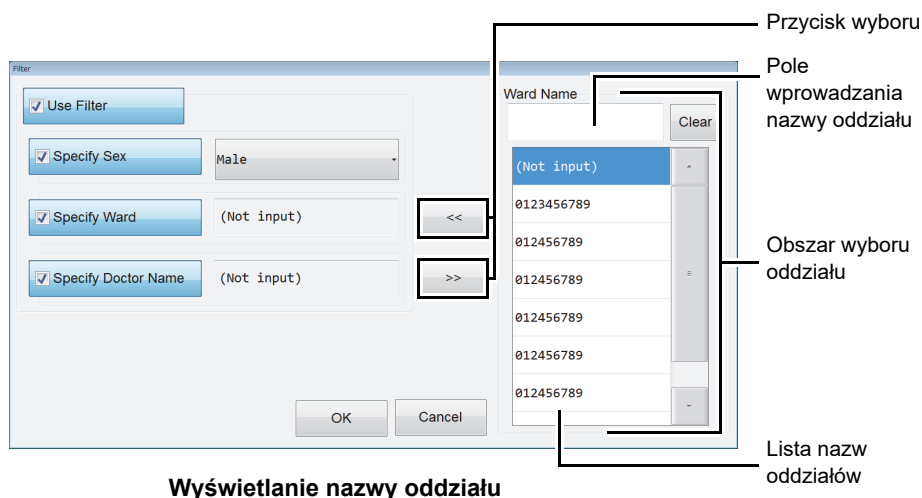 Przycisk wyboru
Filter
Pole
wprowadzania
nazwy oddziału
Use Filter
Ward Name
Clear
Specify Sex
Male
(Not input)
Specify Ward
(Not input)
<<
0123456789
012456789
Specify Doctor Name
(Not input)
>>
012456789
Obszar wyboru
oddziału
012456789
012456789
012456789
OK
Cancel
Lista nazw
oddziałów
Wyświetlanie nazwy oddziału